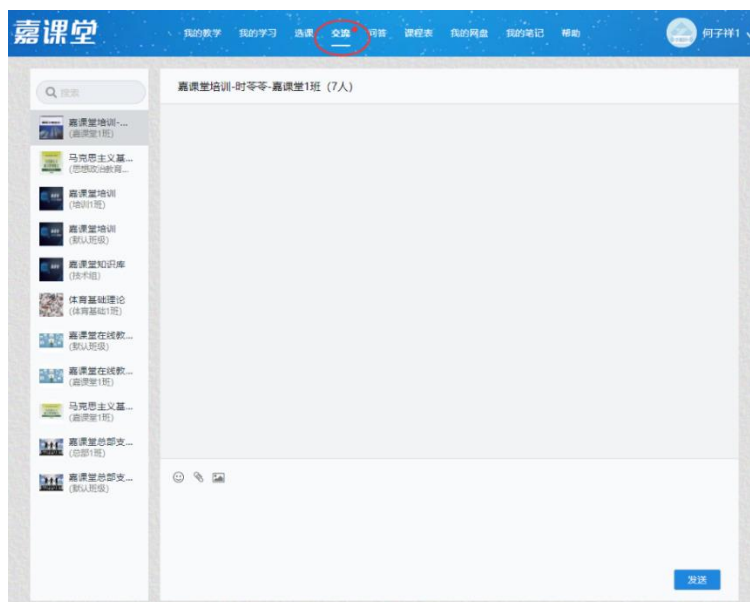 嘉课堂
我的教学 我的学习 选课 交流 问答 课程表 我的网盘 我的笔记 帮助
何子祥1
搜索
嘉课堂培训-时苓苓-嘉课堂1班 (7人)
嘉课堂培训-...
(嘉课堂1班)
马克思主义基...
(思想政治教育...
嘉课堂培训
(培训1班)
嘉课堂培训
(默认班级)
嘉课堂知识库
(技术组)
体育基础理论
(体育基础1班)
嘉课堂在线教...
(默认班级)
嘉课堂在线教...
(嘉课堂1班)
马克思主义基...
(嘉课堂1班)
嘉课堂总部支...
(总部1班)
嘉课堂总部支...
(默认班级)
发送